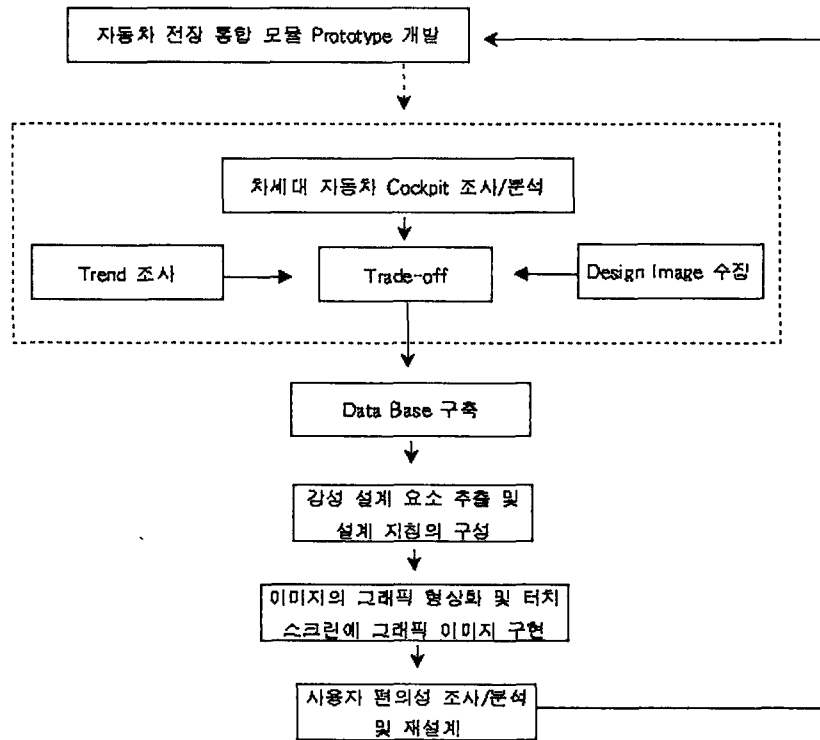 자동차 전장 통합 모듈 Prototype 개발
차세대 자동차 Cockpit 조사/분석
Trend 조사
Trade-off
Design Image 수집
Data Base 구축
감성 설계 요소 추출 및
설계 지침의 구성
이미지의 그래픽 형상화 및 터치
스크린에 그래픽 이미지 구현
사용자 편의성 조사/분석
및 재설계